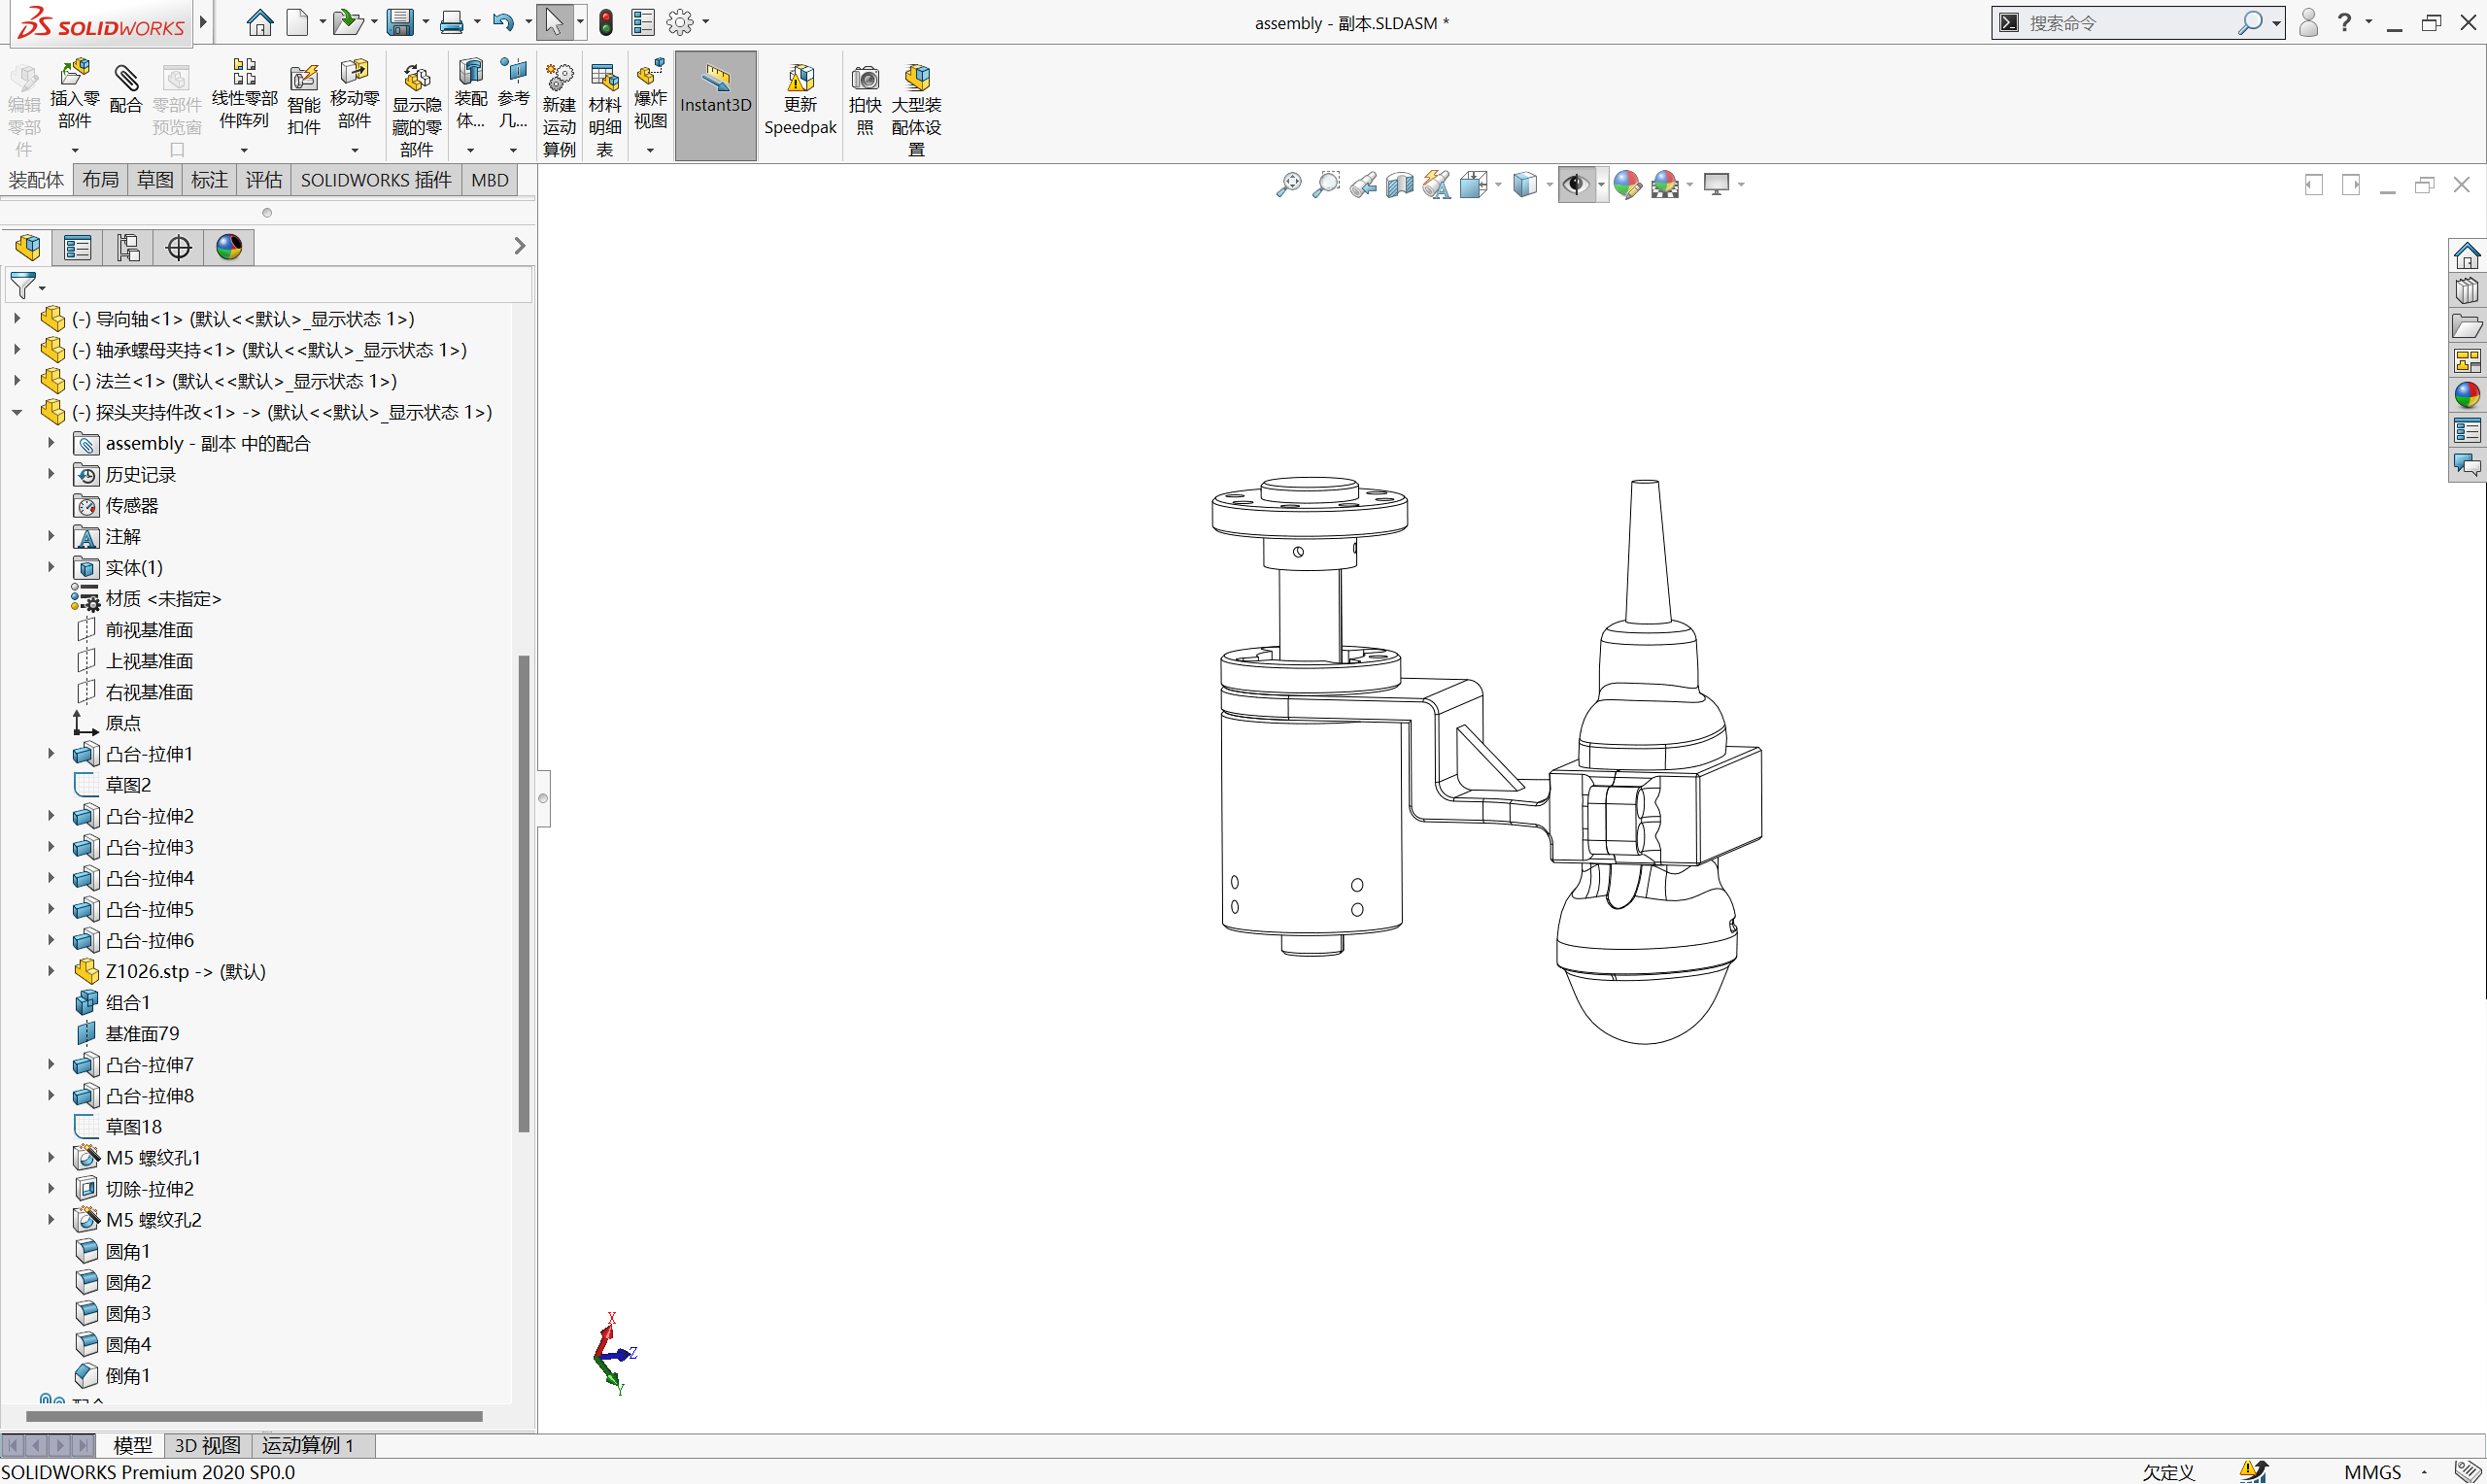 SOLIDWORKS
assembly - 副本.SLDASM *
搜索命令
?
编辑零部件
插入零部件
配合
零部件预览窗口
线性零部件阵列
智能扣件
移动零部件
显示隐藏的零部件
装配体...
参考几...
新建运动算例
材料明细表
爆炸视图
Instant3D
更新 Speedpak
拍快照
大型装配体设置
装配体
布局
草图
标注
评估
SOLIDWORKS 插件
MBD
(-) 导向轴<1> (默认<<默认>_显示状态 1>)
(-) 轴承螺母夹持<1> (默认<<默认>_显示状态 1>)
(-) 法兰<1> (默认<<默认>_显示状态 1>)
(-) 探头夹持件改<1> -> (默认<<默认>_显示状态 1>)
assembly - 副本 中的配合
历史记录
传感器
注解
实体(1)
材质 <未指定>
前视基准面
上视基准面
右视基准面
原点
凸台-拉伸1
草图2
凸台-拉伸2
凸台-拉伸3
凸台-拉伸4
凸台-拉伸5
凸台-拉伸6
Z1026.stp -> (默认)
组合1
基准面79
凸台-拉伸7
凸台-拉伸8
草图18
M5 螺纹孔1
切除-拉伸2
M5 螺纹孔2
圆角1
圆角2
圆角3
圆角4
倒角1
X
Z
Y
模型
3D 视图
运动算例 1
SOLIDWORKS Premium 2020 SP0.0
欠定义
MMGS